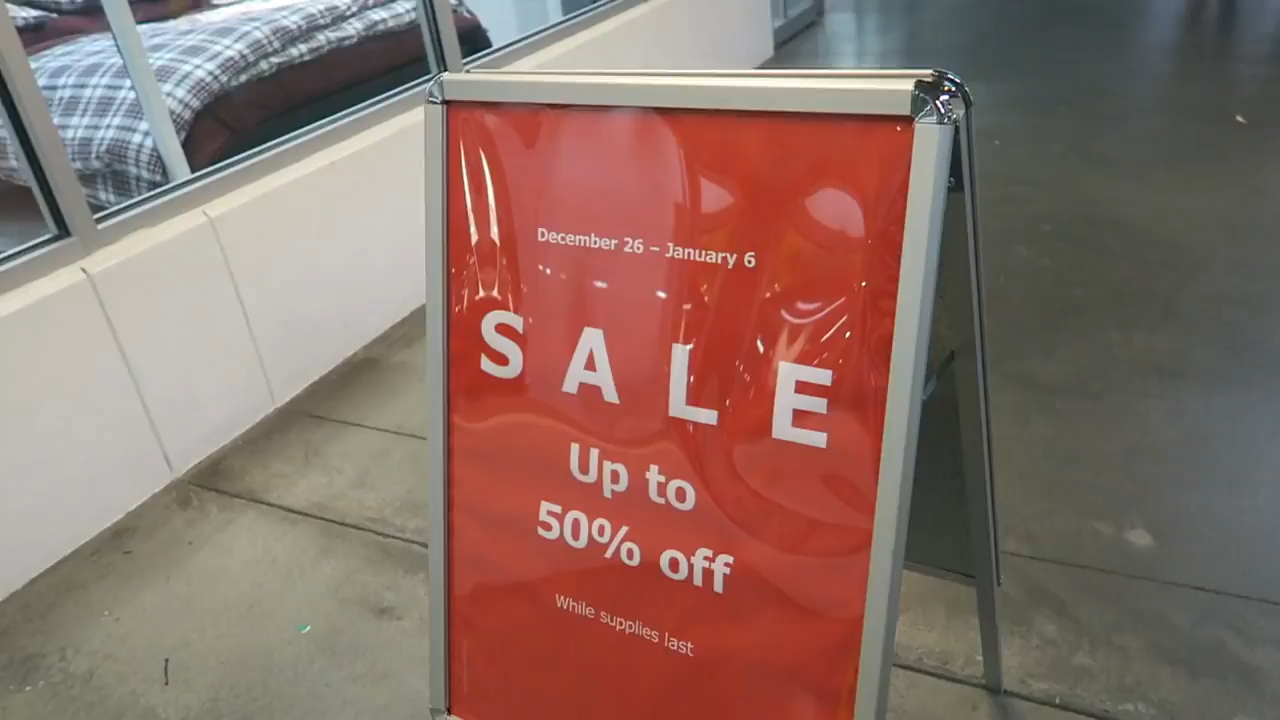 December 26 – January 6
SALE
Up to
50% off
While supplies last